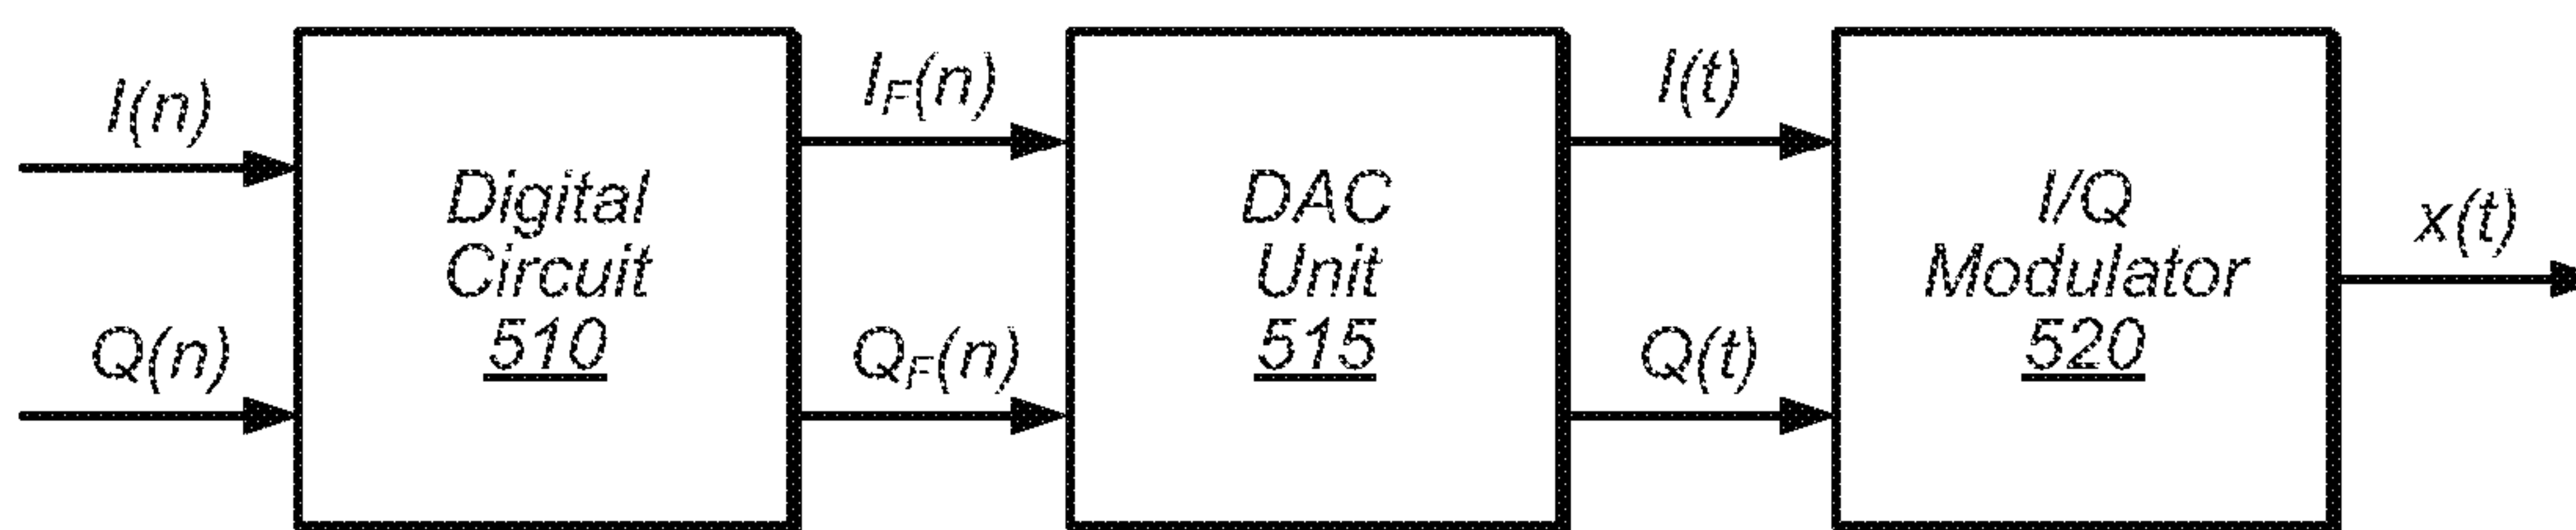 I(n)
Q(n)
Digital
Circuit
510
I_F(n)
Q_F(n)
DAC
Unit
515
I(t)
Q(t)
I/Q
Modulator
520
x(t)